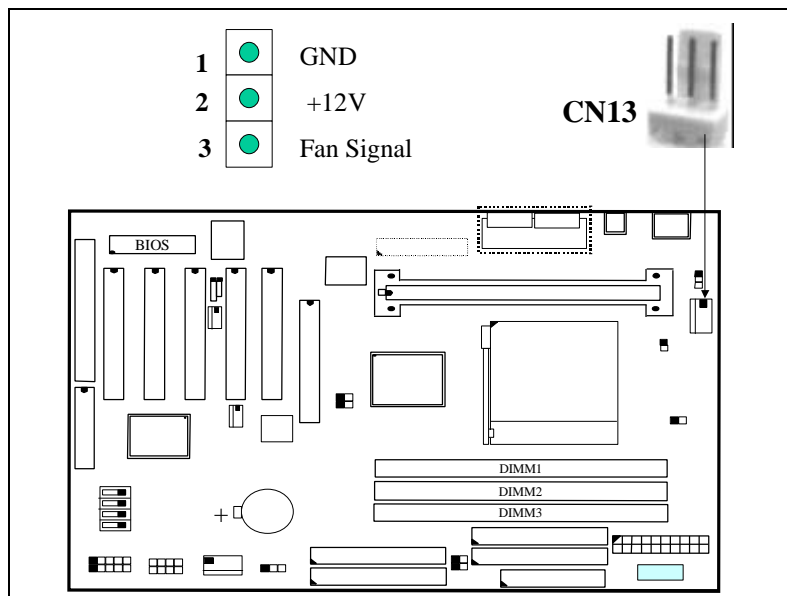 1 GND
2 +12V
3 Fan Signal
CN13
BIOS
DIMM1
DIMM2
DIMM3
+